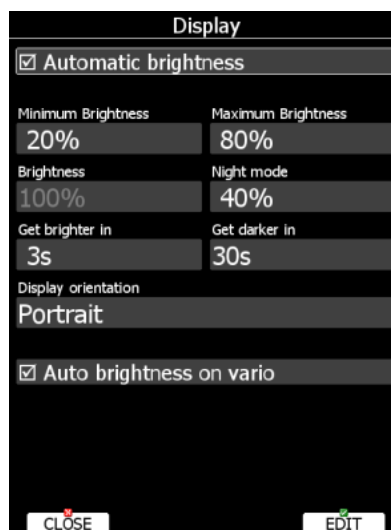 Display
Automatic brightness
Minimum Brightness Maximum Brightness
20% 80%
Brightness Night mode
100% 40%
Get brighter in Get darker in
3s 30s
Display orientation
Portrait
Auto brightness on vario
CLOSE EDIT